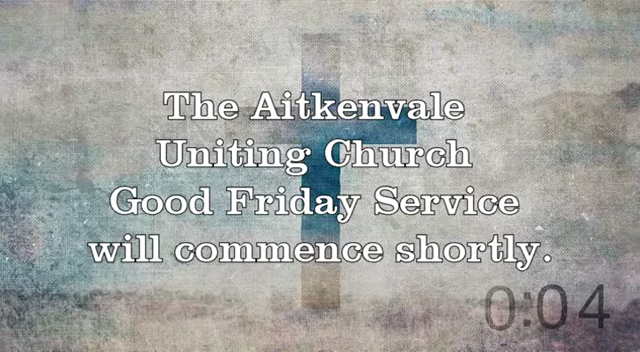 The Aitkenvale
Uniting Church
Good Friday Service
will commence shortly.
0:04